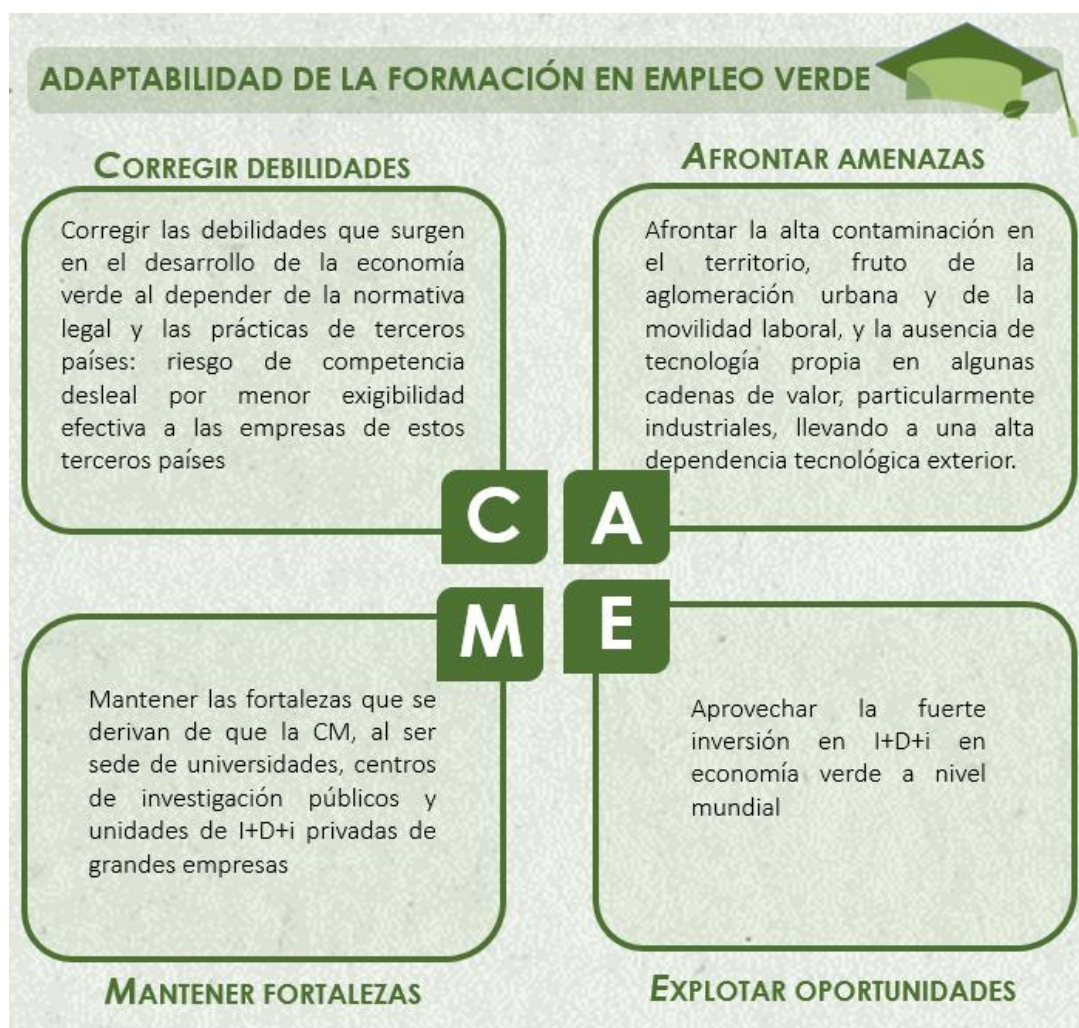 ADAPTABILIDAD DE LA FORMACIÓN EN EMPLEO VERDE
CORREGIR DEBILIDADES
Corregir las debilidades que surgen
en el desarrollo de la economía
verde al depender de la normativa
legal y las prácticas de terceros
países: riesgo de competencia
desleal por menor exigibilidad
efectiva a las empresas de estos
terceros países
AFRONTAR AMENAZAS
Afrontar la alta contaminación en
el territorio, fruto de la
aglomeración urbana y de la
movilidad laboral, y la ausencia de
tecnología propia en algunas
cadenas de valor, particularmente
industriales, llevando a una alta
dependencia tecnológica exterior.
C A
M E
Mantener las fortalezas que se
derivan de que la CM, al ser
sede de universidades, centros
de investigación públicos y
unidades de I+D+i privadas de
grandes empresas
MANTENER FORTALEZAS
Aprovechar la fuerte
inversión en I+D+i en
economía verde a nivel
mundial
EXPLOTAR OPORTUNIDADES